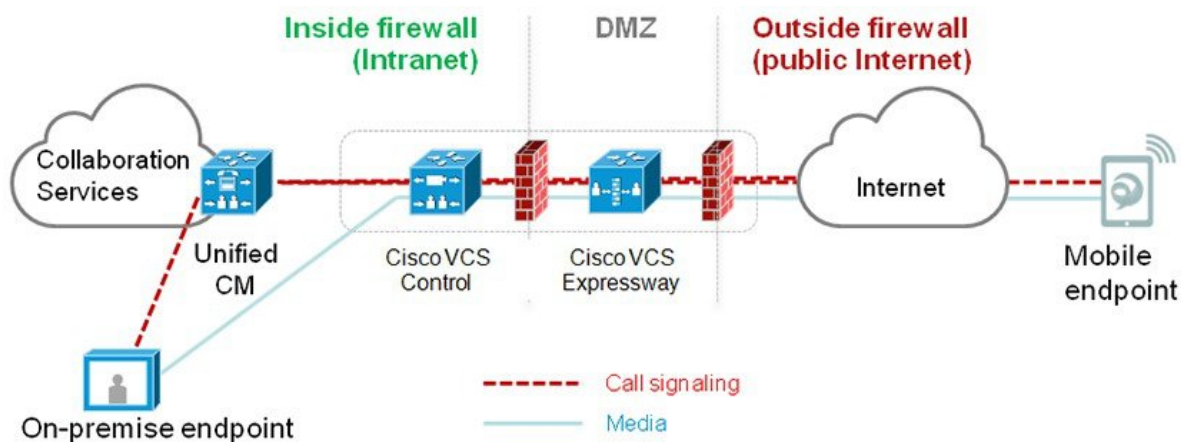 Inside firewall
(Intranet)
DMZ
Outside firewall
(public Internet)
Collaboration
Services
Unified
CM
Cisco VCS
Control
Cisco VCS
Expressway
Internet
Mobile
endpoint
On-premise endpoint
Call signaling
Media